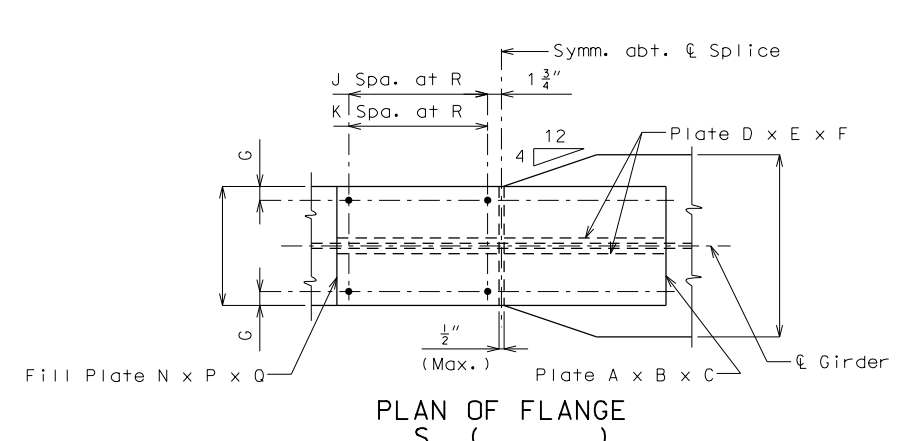 Symm. abt. ℄ Splice
J Spa. at R
1 3/4"
K Spa. at R
12
4
Plate D x E x F
G
G
1/2"
(Max.)
℄ Girder
Fill Plate N x P x Q
Plate A x B x C
PLAN OF FLANGE